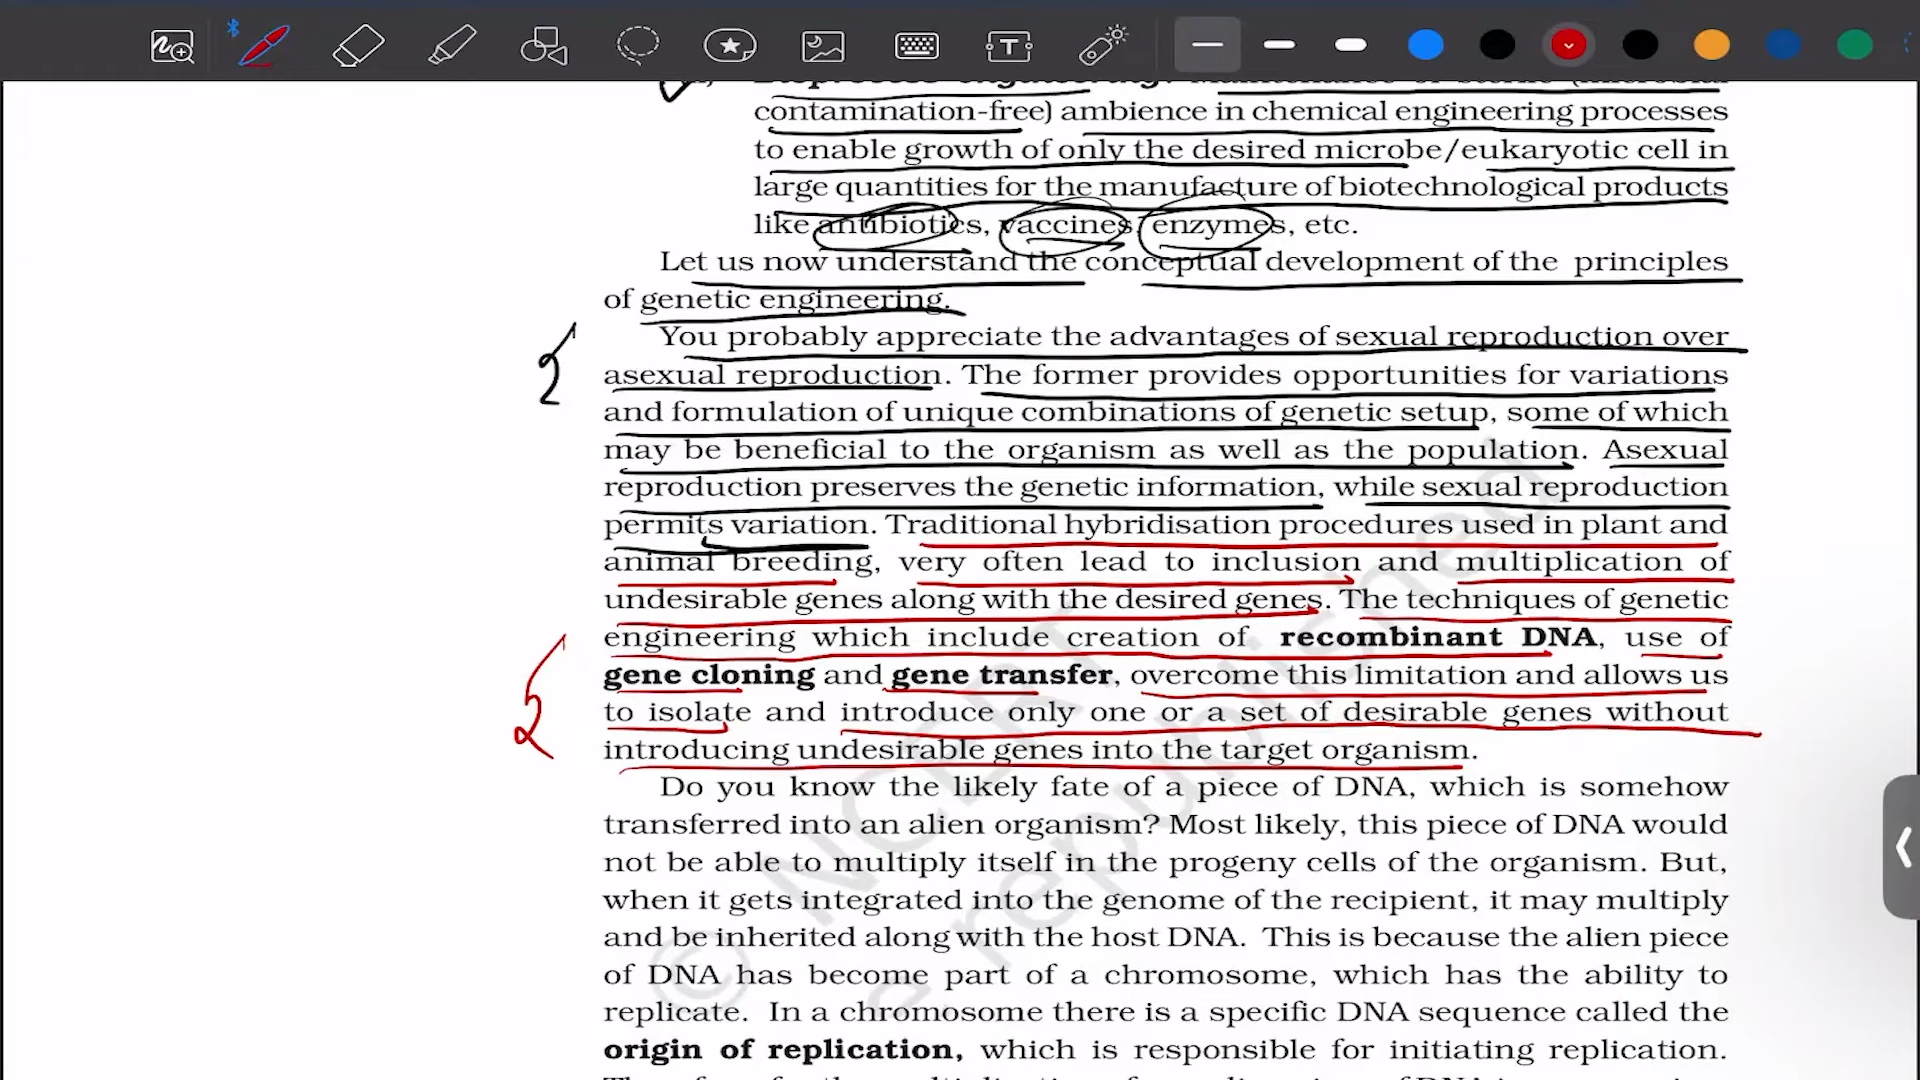 contamination-free) ambience in chemical engineering processes
to enable growth of only the desired microbe/eukaryotic cell in
large quantities for the manufacture of biotechnological products
like antibiotics, vaccines, enzymes, etc.
Let us now understand the conceptual development of the principles
of genetic engineering.
You probably appreciate the advantages of sexual reproduction over
asexual reproduction. The former provides opportunities for variations
and formulation of unique combinations of genetic setup, some of which
may be beneficial to the organism as well as the population. Asexual
reproduction preserves the genetic information, while sexual reproduction
permits variation. Traditional hybridisation procedures used in plant and
animal breeding, very often lead to inclusion and multiplication of
undesirable genes along with the desired genes. The techniques of genetic
engineering which include creation of recombinant DNA, use of
gene cloning and gene transfer, overcome this limitation and allows us
to isolate and introduce only one or a set of desirable genes without
introducing undesirable genes into the target organism.
Do you know the likely fate of a piece of DNA, which is somehow
transferred into an alien organism? Most likely, this piece of DNA would
not be able to multiply itself in the progeny cells of the organism. But,
when it gets integrated into the genome of the recipient, it may multiply
and be inherited along with the host DNA. This is because the alien piece
of DNA has become part of a chromosome, which has the ability to
replicate. In a chromosome there is a specific DNA sequence called the
origin of replication, which is responsible for initiating replication.
© NCERT
republished